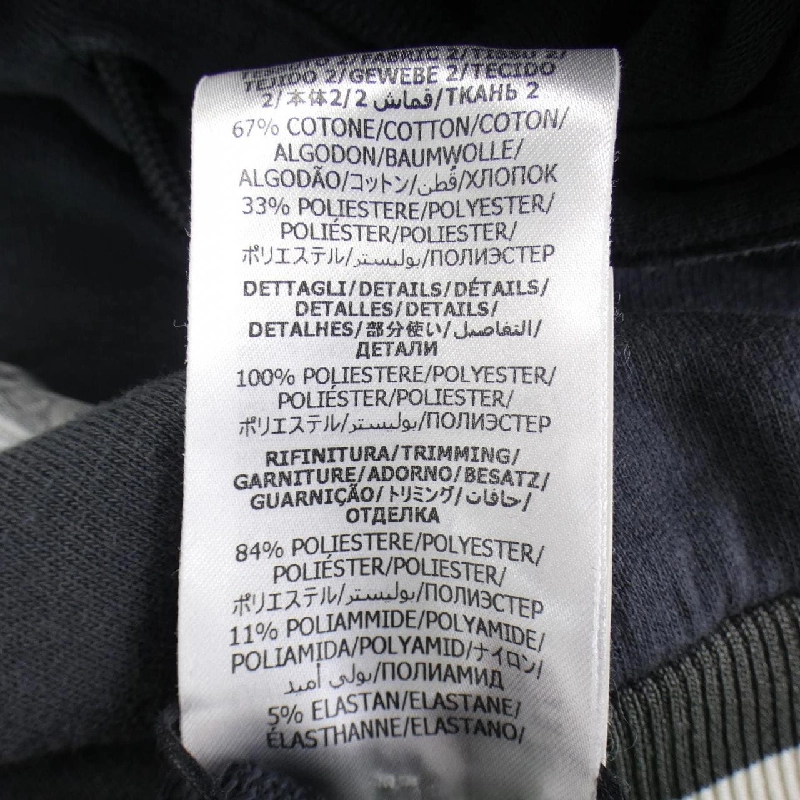 TESSUTO 2/FABRIC 2/TISSU 2/
TEJIDO 2/GEWEBE 2/TECIDO
2/本体2/2 قماش/ТКАНЬ 2
67% COTONE/COTTON/COTON/
ALGODON/BAUMWOLLE/
ALGODÃO/コットン/قطن/ХЛОПОК
33% POLIESTERE/POLYESTER/
POLIÉSTER/POLIESTER/
ポリエステル/بوليستر/ПОЛИЭСТЕР
DETTAGLI/DETAILS/DÉTAILS/
DETALLES/DETAILS/
DETALHES/部分使い/التفاصيل/
ДЕТАЛИ
100% POLIESTERE/POLYESTER/
POLIÉSTER/POLIESTER/
ポリエステル/بوليستر/ПОЛИЭСТЕР
RIFINITURA/TRIMMING/
GARNITURE/ADORNO/BESATZ/
GUARNIÇÃO/トリミング/حافات/
ОТДЕЛКА
84% POLIESTERE/POLYESTER/
POLIÉSTER/POLIESTER/
ポリエステル/بوليستر/ПОЛИЭСТЕР
11% POLIAMMIDE/POLYAMIDE/
POLIAMIDA/POLYAMID/ナイロン/
بولي أميد/ПОЛИАМИД
5% ELASTAN/ELASTANE/
ÉLASTHANNE/ELASTANO/